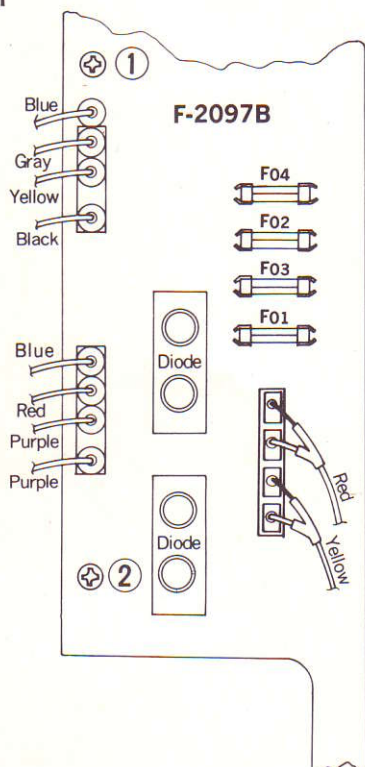 1
Blue
F-2097B
Gray
Yellow
Black
F04
F02
F03
F01
Blue
Red
Purple
Purple
Diode
Diode
Red
Yellow
2